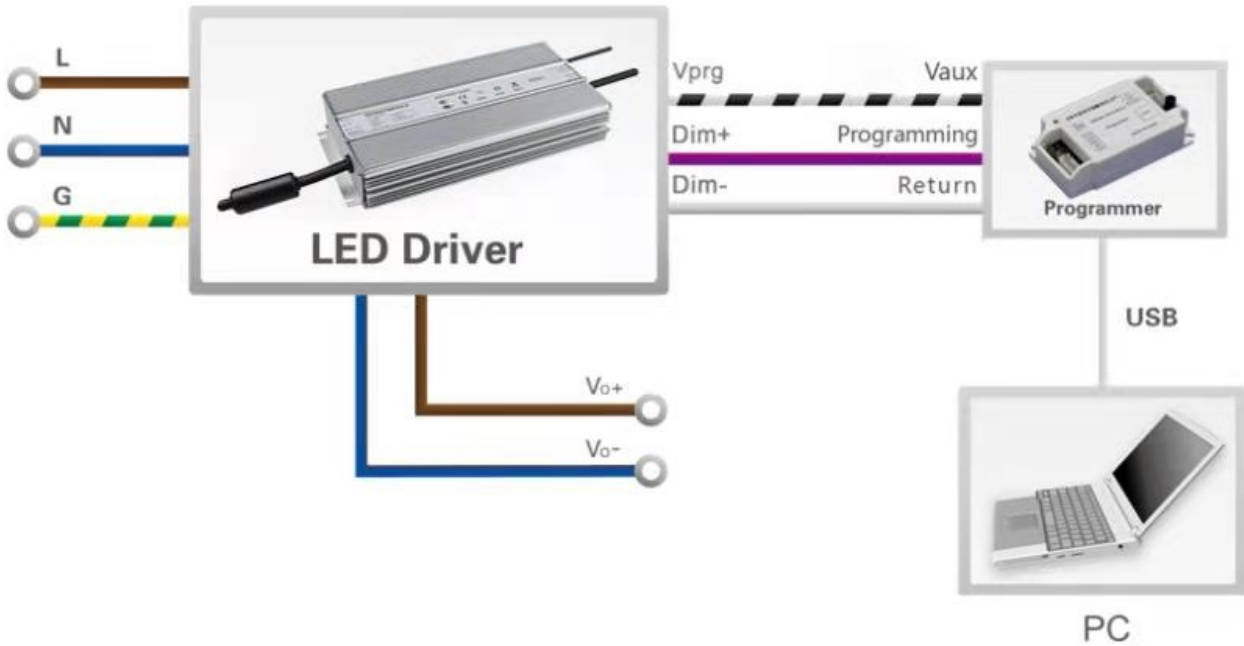 L
N
G
LED Driver
Vprg Vaux
Dim+ Programming
Dim- Return
Programmer
USB
Vo+
Vo-
PC